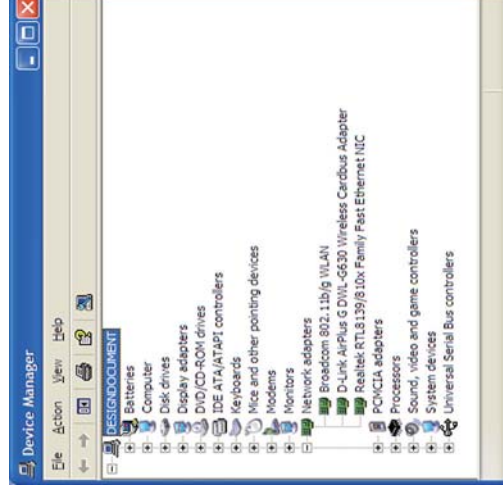 Device Manager
File Action View Help
DESIGNDOCUMENT
Batteries
Computer
Disk drives
Display adapters
DVD/CD-ROM drives
IDE ATA/ATAPI controllers
Keyboards
Mice and other pointing devices
Modems
Monitors
Network adapters
Broadcom 802.11b/g WLAN
D-Link AirPlus G DWL-G630 Wireless Cardbus Adapter
Realtek RTL8139/810x Family Fast Ethernet NIC
PCMCIA adapters
Processors
Sound, video and game controllers
System devices
Universal Serial Bus controllers